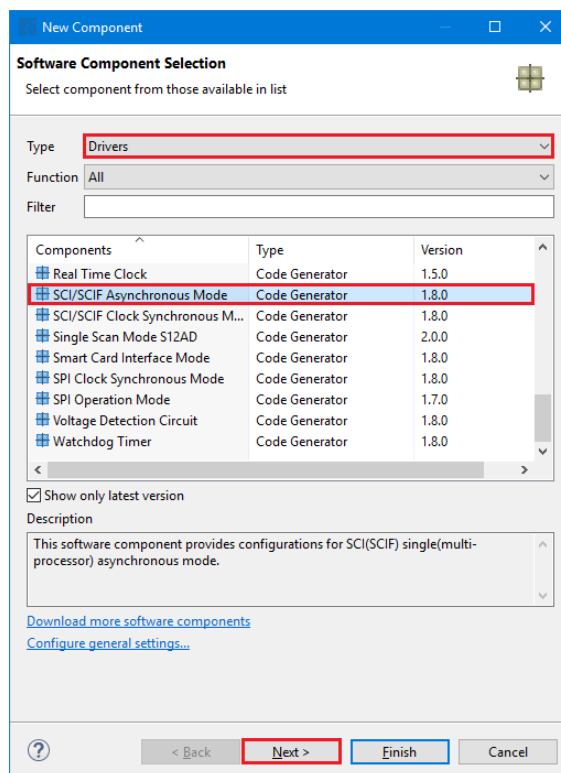 New Component
Software Component Selection
Select component from those available in list
Type Drivers
Function All
Filter
Components Type Version
Real Time Clock Code Generator 1.5.0
SCI/SCIF Asynchronous Mode Code Generator 1.8.0
SCI/SCIF Clock Synchronous M... Code Generator 1.8.0
Single Scan Mode S12AD Code Generator 2.0.0
Smart Card Interface Mode Code Generator 1.8.0
SPI Clock Synchronous Mode Code Generator 1.8.0
SPI Operation Mode Code Generator 1.7.0
Voltage Detection Circuit Code Generator 1.8.0
Watchdog Timer Code Generator 1.8.0
Show only latest version
Description
This software component provides configurations for SCI(SCIF) single(multi-
processor) asynchronous mode.
Download more software components
Configure general settings...
? < Back Next > Finish Cancel